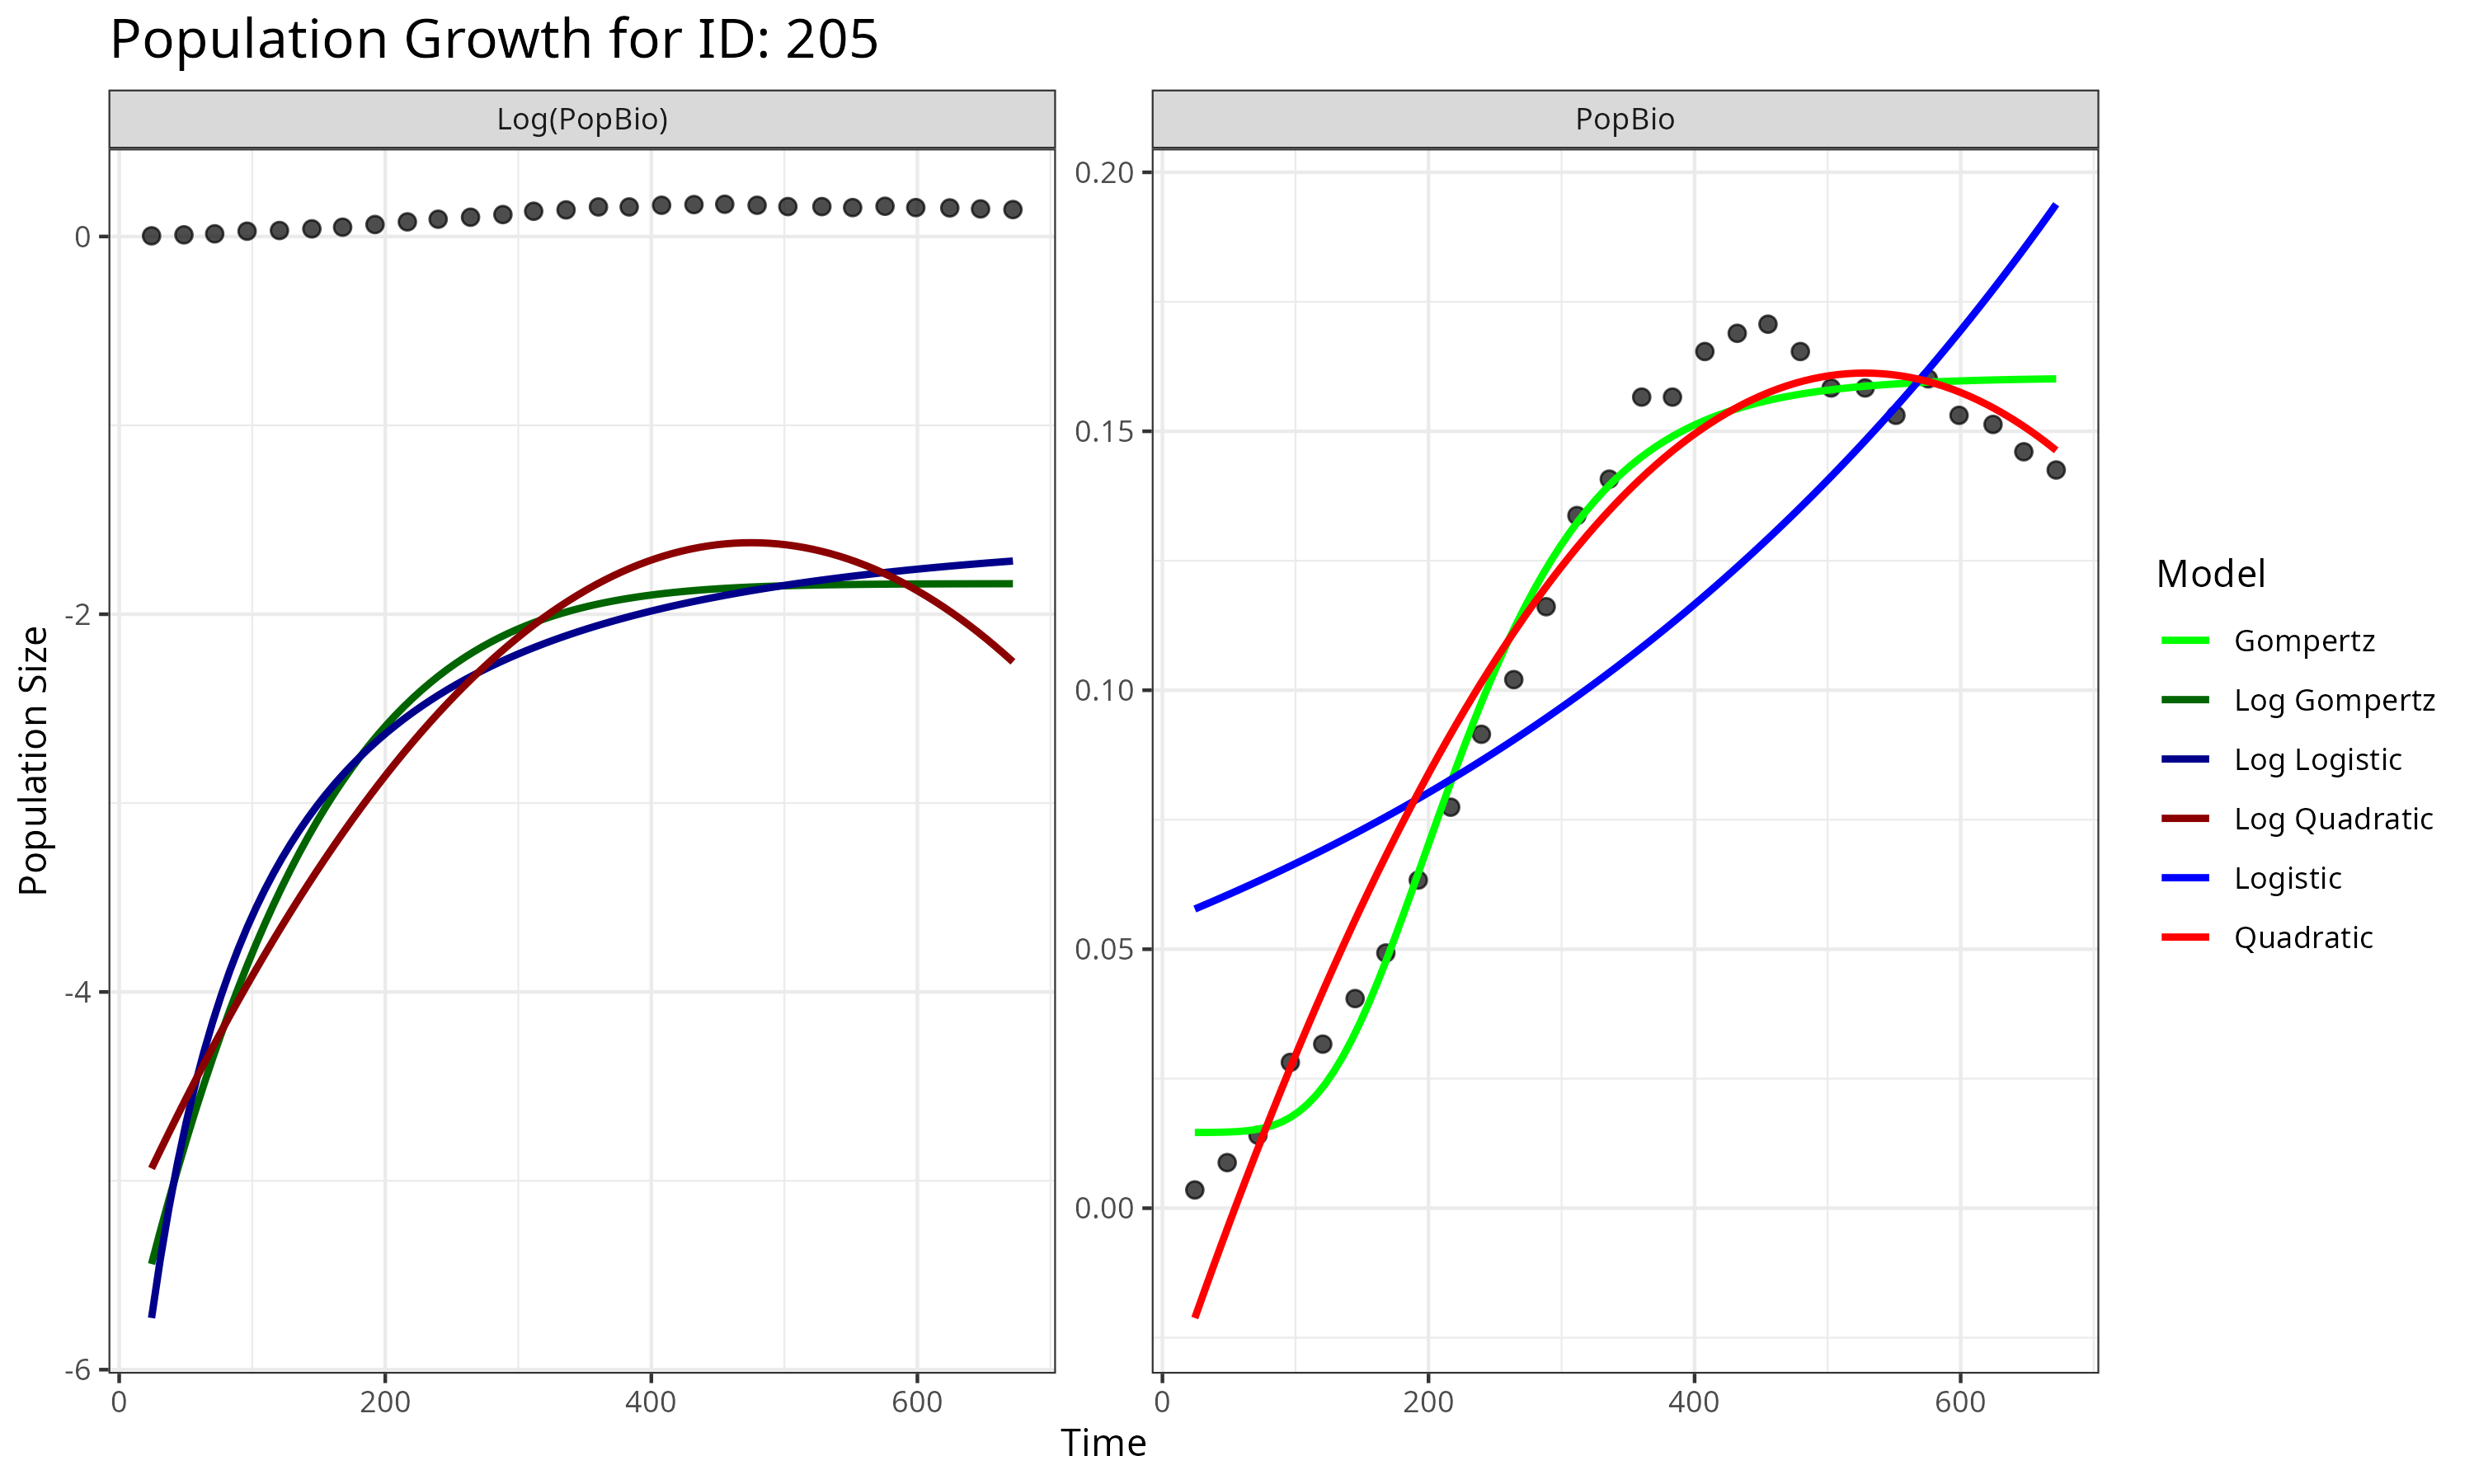 Population Growth for ID: 205
Log(PopBio)
PopBio
Population Size
0
-2
-4
-6
0.20
0.15
0.10
0.05
0.00
0 200 400 600
0 200 400 600
Time
Model
Gompertz
Log Gompertz
Log Logistic
Log Quadratic
Logistic
Quadratic